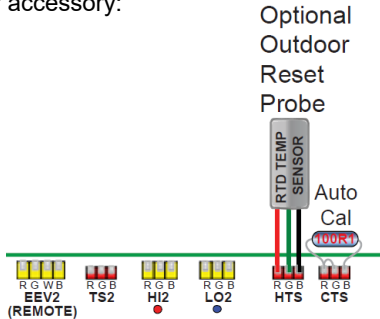 accessory:
Optional
Outdoor
Reset
Probe
RTD TEMP
SENSOR
Auto
Cal
100R1
R G W B
EEV2
(REMOTE)
R G B
TS2
R G B
HI2
R G B
LO2
R G B
HTS
R G B
CTS